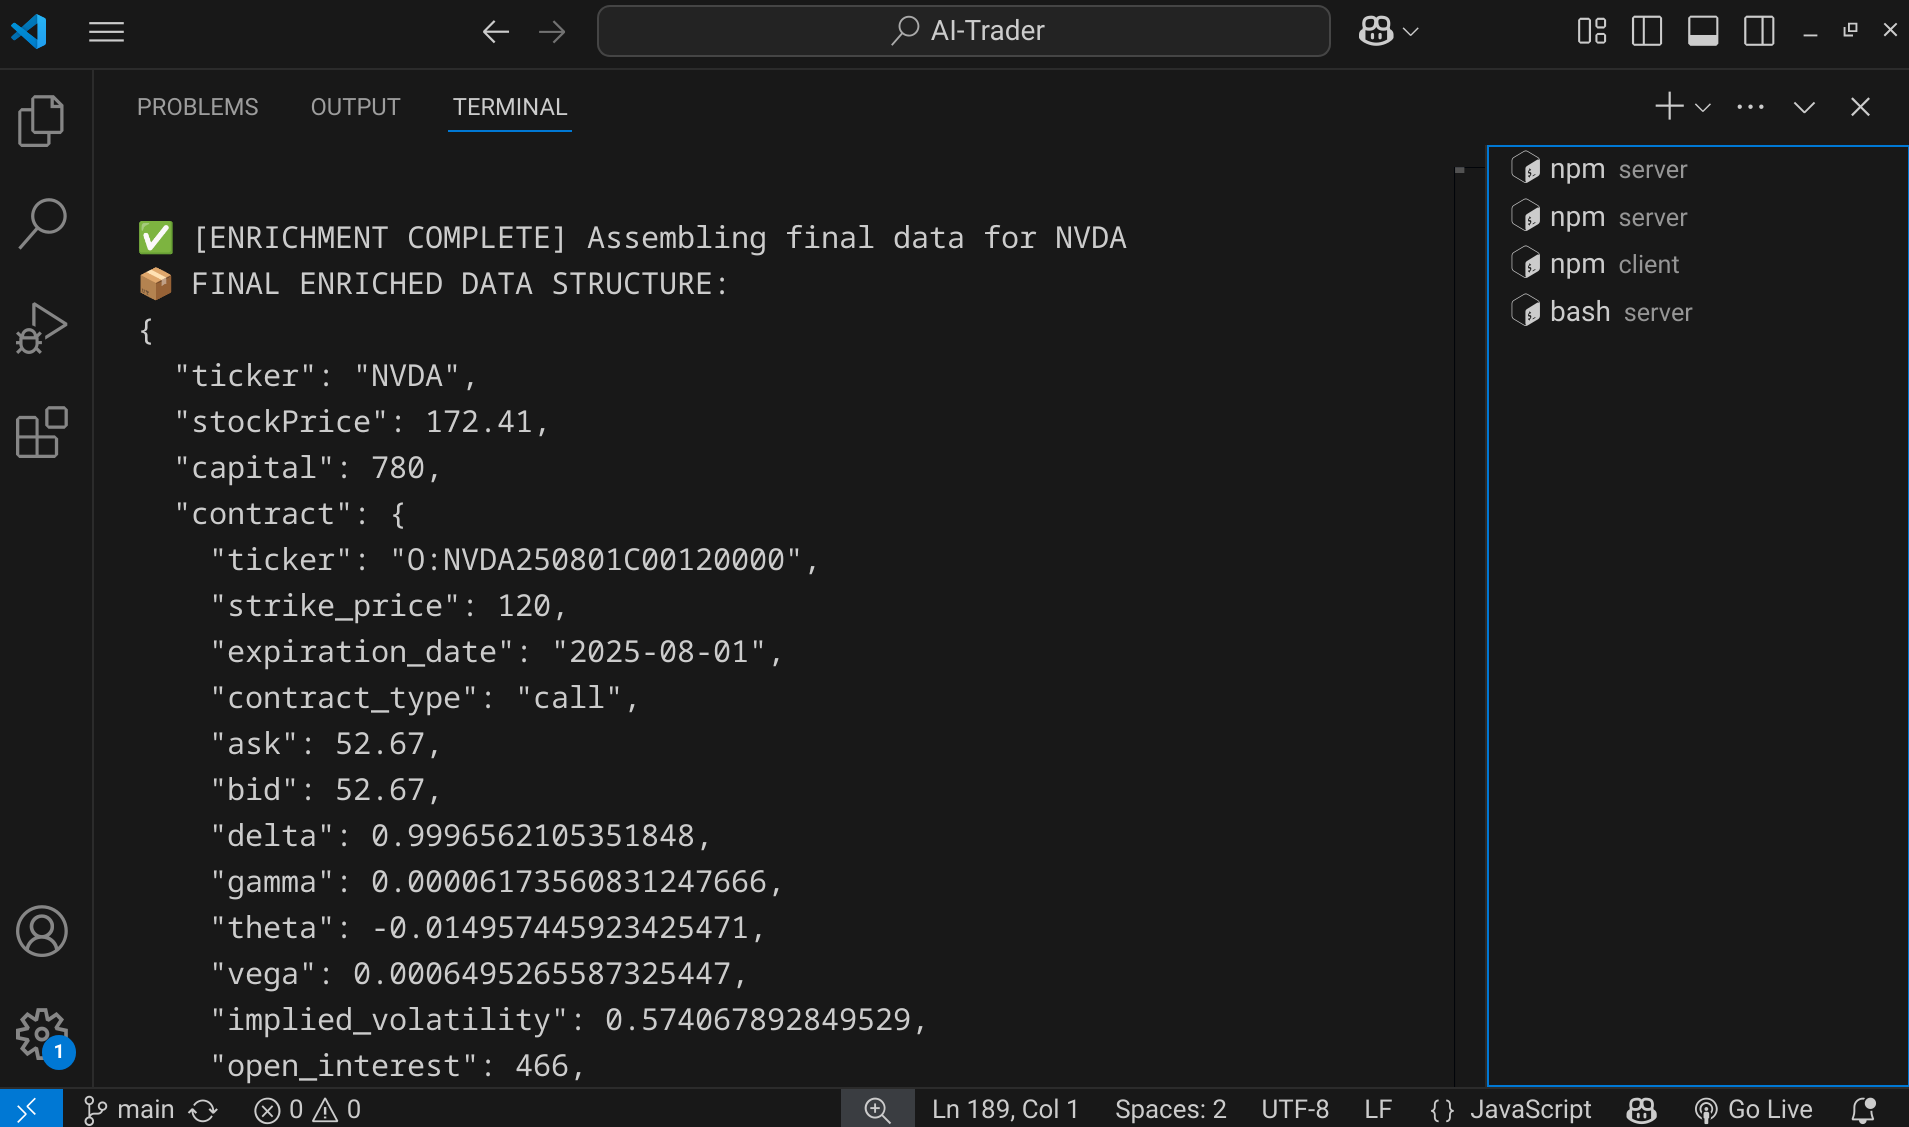 AI-Trader
PROBLEMS OUTPUT TERMINAL
✅ [ENRICHMENT COMPLETE] Assembling final data for NVDA
📦 FINAL ENRICHED DATA STRUCTURE:
{
"ticker": "NVDA",
"stockPrice": 172.41,
"capital": 780,
"contract": {
"ticker": "O:NVDA250801C00120000",
"strike_price": 120,
"expiration_date": "2025-08-01",
"contract_type": "call",
"ask": 52.67,
"bid": 52.67,
"delta": 0.9996562105351848,
"gamma": 0.00006173560831247666,
"theta": -0.014957445923425471,
"vega": 0.0006495265587325447,
"implied_volatility": 0.574067892849529,
"open_interest": 466,
npm server
npm server
npm client
bash server
1
main 0 0 Ln 189, Col 1 Spaces: 2 UTF-8 LF {} JavaScript Go Live